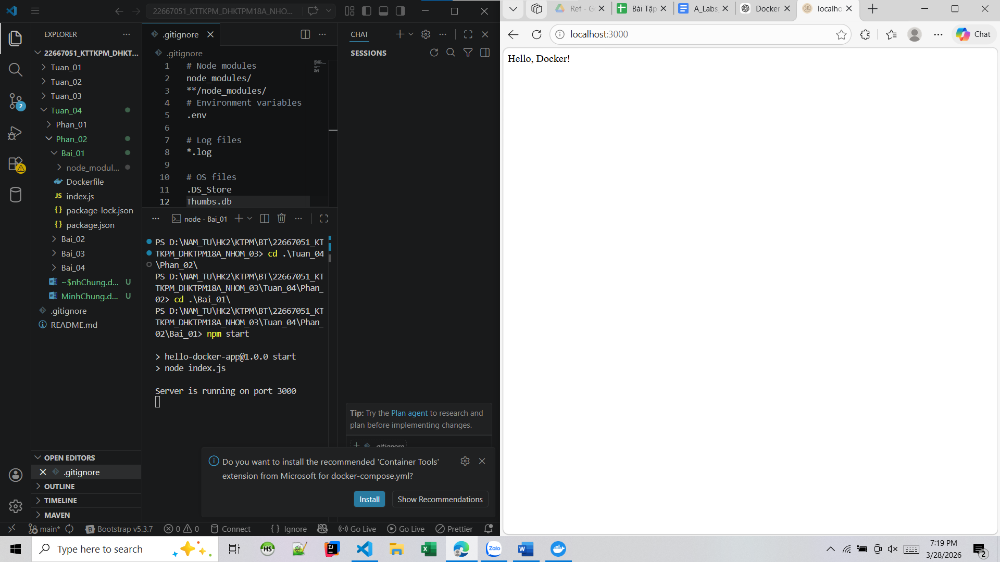 22667051_KTTKPM_DHKTPM18A_NHO...
EXPLORER
22667051_KTTKPM_DHKT...
Tuan_01
Tuan_02
Tuan_03
Tuan_04
Phan_01
Phan_02
Bai_01
node_modul...
Dockerfile
JS index.js
{} package-lock.json
{} package.json
Bai_02
Bai_03
Bai_04
~$nhChung.d... U
MinhChung.d... U
.gitignore
README.md
OPEN EDITORS
.gitignore
OUTLINE
TIMELINE
MAVEN
2
.gitignore
.gitignore
1 # Node modules
2 node_modules/
3 **/node_modules/
4 # Environment variables
5 .env
6
7 # Log files
8 *.log
9
10 # OS files
11 .DS_Store
12 Thumbs.db
node - Bai_01
PS D:\NAM_TU\HK2\KTPM\BT\22667051_KT
TKPM_DHKTPM18A_NHOM_03> cd .\Tuan_04
\Phan_02\
PS D:\NAM_TU\HK2\KTPM\BT\22667051_KT
TKPM_DHKTPM18A_NHOM_03\Tuan_04\Phan_
02> cd .\Bai_01\
PS D:\NAM_TU\HK2\KTPM\BT\22667051_KT
TKPM_DHKTPM18A_NHOM_03\Tuan_04\Phan_
02\Bai_01> npm start
> hello-docker-app@1.0.0 start
> node index.js
Server is running on port 3000
CHAT
SESSIONS
Tip: Try the Plan agent to research and
plan before implementing changes.
.gitignore
Do you want to install the recommended 'Container Tools'
extension from Microsoft for docker-compose.yml?
Install
Show Recommendations
main* B Bootstrap v5.3.7 0 0 Connect {} Ignore Go Live Go Live Prettier
Ref - G
Bài Tập
A_Labs_
Docker
localho
localhost:3000
Chat
Hello, Docker!
Type here to search
HS
IJ
Zalo
7:19 PM
3/28/2026
2